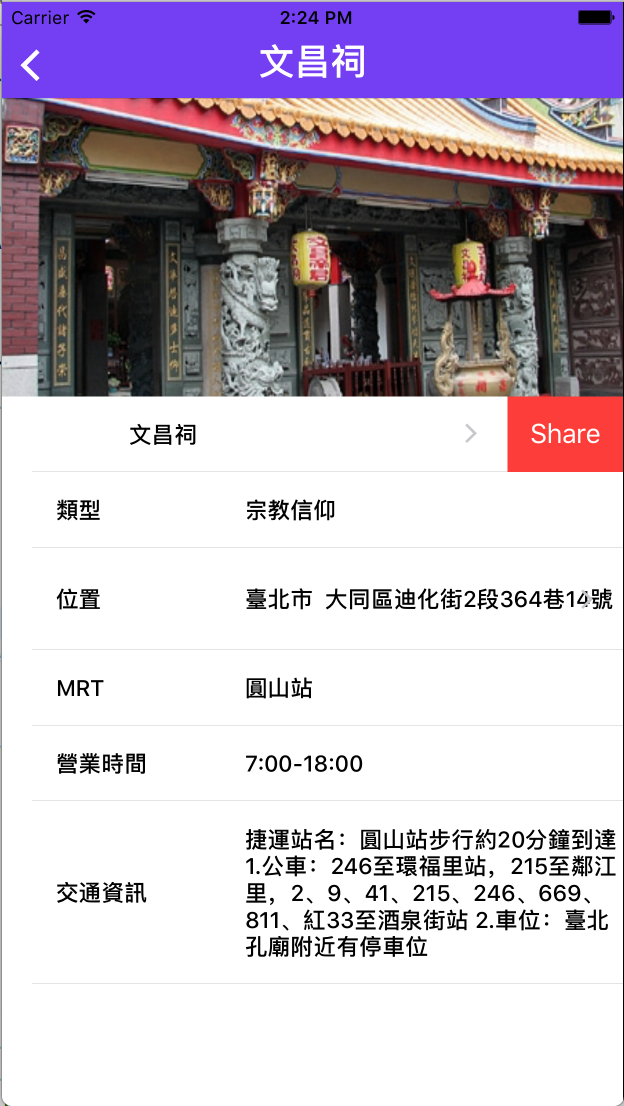 Carrier 2:24 PM
文昌祠
文昌祠 Share
類型 宗教信仰
位置 臺北市 大同區迪化街2段364巷14號
MRT 圓山站
營業時間 7:00-18:00
交通資訊
捷運站名：圓山站步行約20分鐘到達
1.公車：246至環福里站，215至鄰江
里，2、9、41、215、246、669、
811、紅33至酒泉街站 2.車位：臺北
孔廟附近有停車位